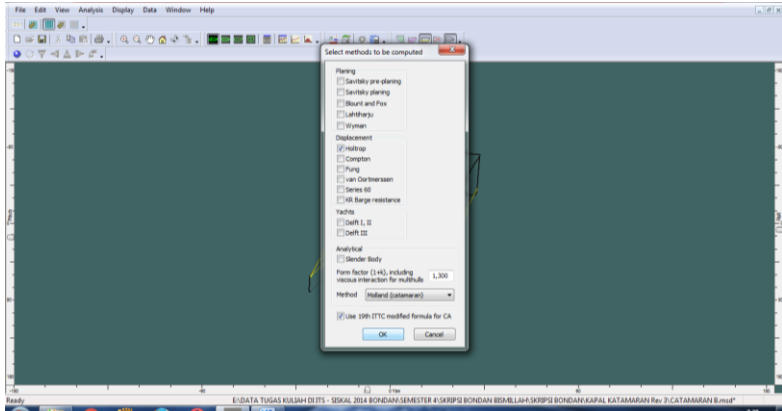 File Edit View Analysis Display Data Window Help
Select methods to be computed
Planing
Savitsky pre-planing
Savitsky planing
Blount and Fox
Lahtiharju
Wyman
Displacement
Holtrop
Compton
Fung
van Oortmerssen
Series 60
KR Barge resistance
Yachts
Delft I, II
Delft III
Analytical
Slender Body
Form factor (1+k), including
viscous interaction for multihulls 1,300
Method Molland (catamaran)
Use 19th ITTC modified formula for CA
OK Cancel
Ready E:\DATA TUGAS KULIAH DI ITS - SISKAL 2014 BONDAN\SEMESTER 4\SKRIPSI BONDAN BISMILLAH\SKRIPSI BONDAN\KAPAL KATAMARAN Rev 3\CATAMARAN B.msd*